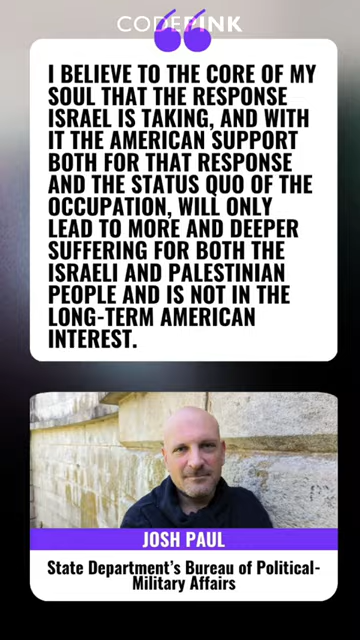 CODEPINK
I BELIEVE TO THE CORE OF MY
SOUL THAT THE RESPONSE
ISRAEL IS TAKING, AND WITH
IT THE AMERICAN SUPPORT
BOTH FOR THAT RESPONSE
AND THE STATUS QUO OF THE
OCCUPATION, WILL ONLY
LEAD TO MORE AND DEEPER
SUFFERING FOR BOTH THE
ISRAELI AND PALESTINIAN
PEOPLE AND IS NOT IN THE
LONG-TERM AMERICAN
INTEREST.
JOSH PAUL
State Department's Bureau of Political-
Military Affairs